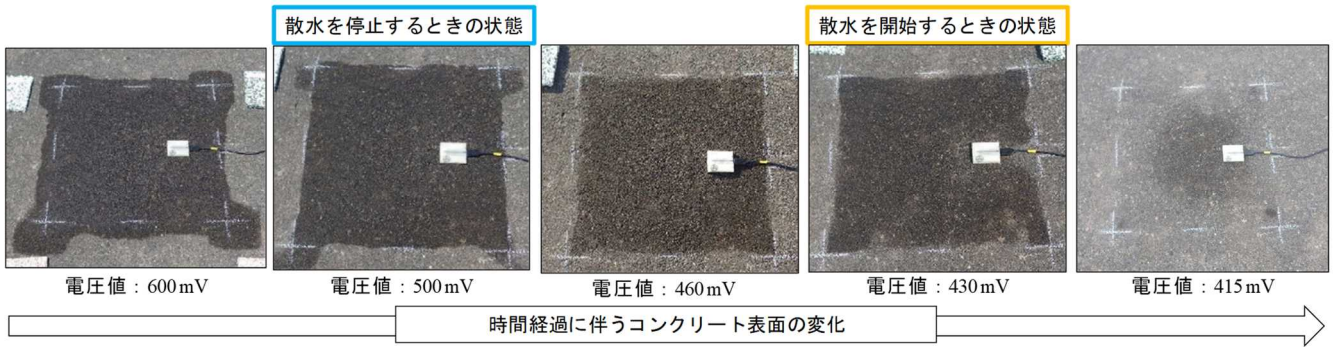 散水を停止するときの状態
散水を開始するときの状態
電圧値：600mV
電圧値：500mV
電圧値：460mV
電圧値：430mV
電圧値：415mV
時間経過に伴うコンクリート表面の変化